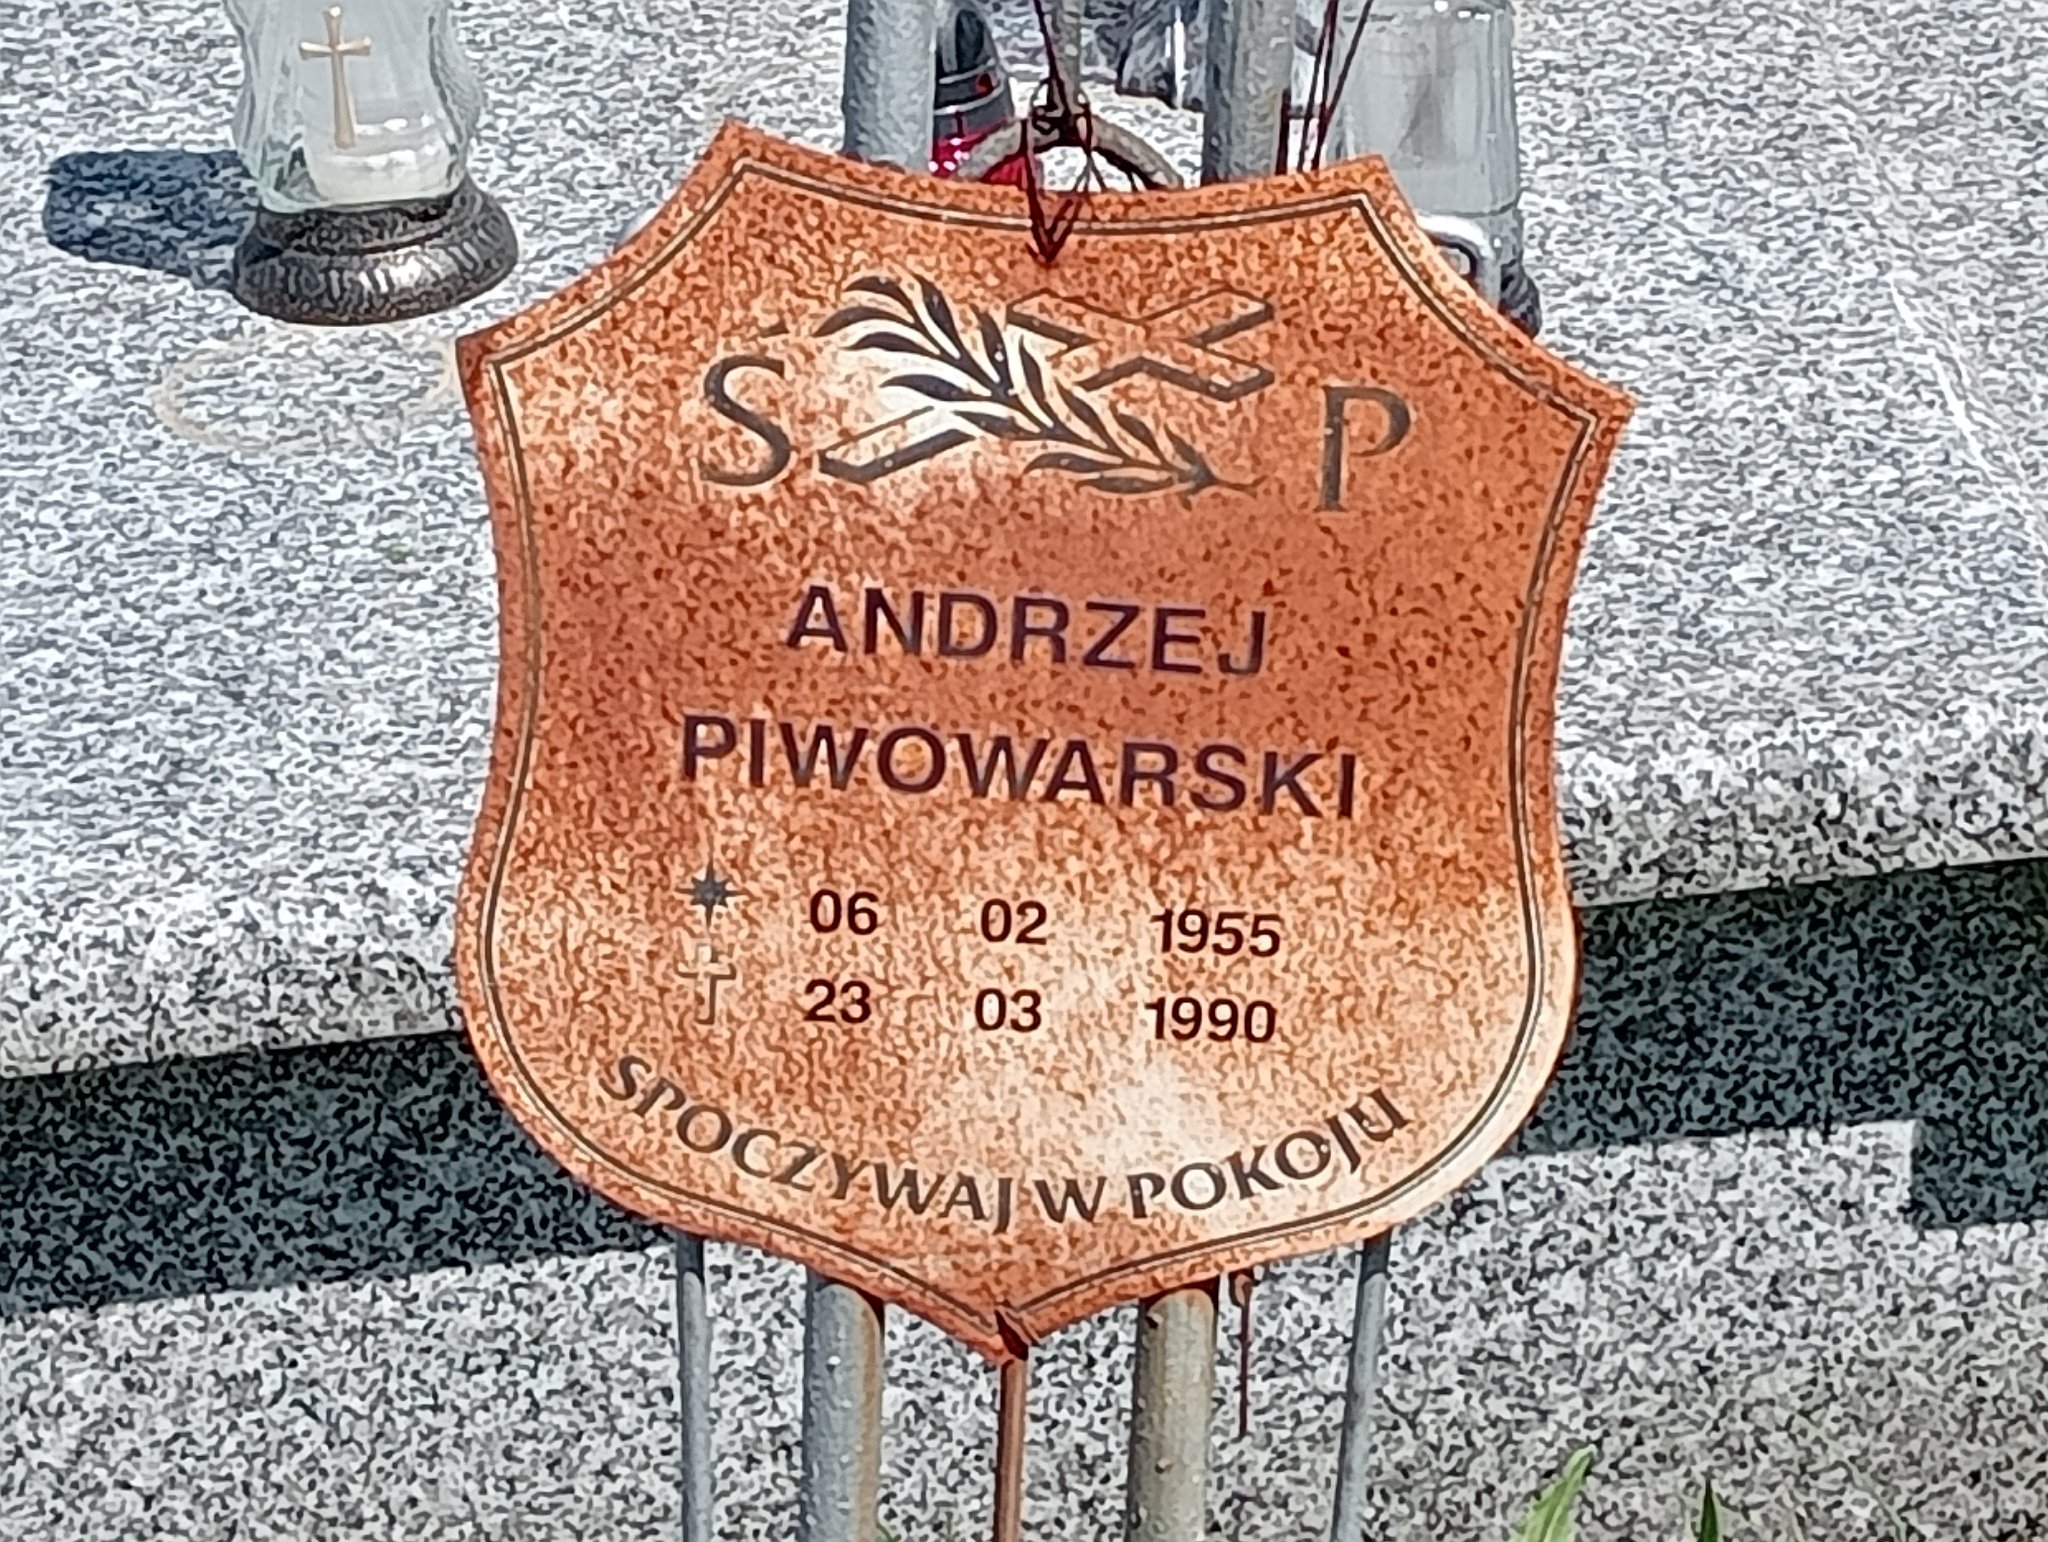 Ś P
ANDRZEJ
PIWOWARSKI
06 02 1955
23 03 1990
SPOCZYWAJ W POKOJU